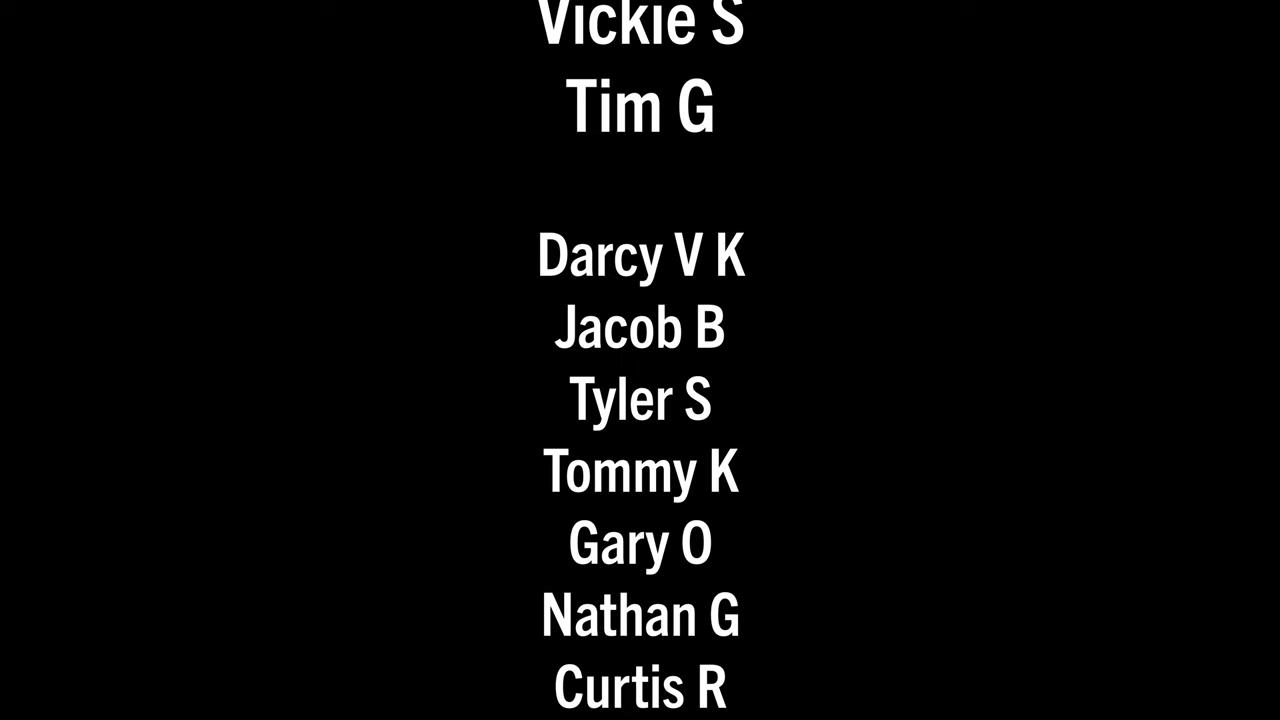 Vickie S
Tim G
Darcy V K
Jacob B
Tyler S
Tommy K
Gary O
Nathan G
Curtis R